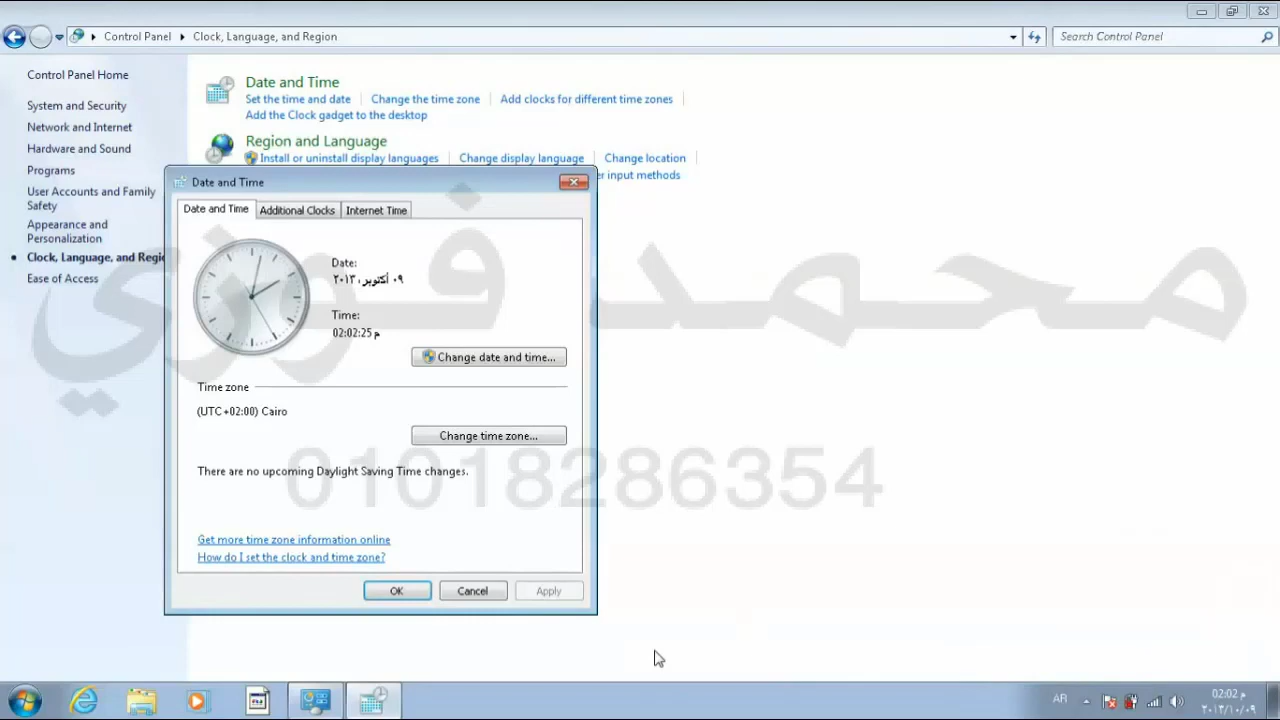 Control Panel
Clock, Language, and Region
Search Control Panel
Control Panel Home
System and Security
Network and Internet
Hardware and Sound
Programs
User Accounts and Family
Safety
Appearance and
Personalization
Clock, Language, and Regio
Ease of Access
Date and Time
Set the time and date
Change the time zone
Add clocks for different time zones
Add the Clock gadget to the desktop
Region and Language
Install or uninstall display languages
Change display language
Change location
er input methods
Date and Time
Date and Time
Additional Clocks
Internet Time
Date:
٠٩ أكتوبر، ٢٠١٣
Time:
02:02:25 م
Change date and time...
Time zone
(UTC+02:00) Cairo
Change time zone...
There are no upcoming Daylight Saving Time changes.
Get more time zone information online
How do I set the clock and time zone?
OK
Cancel
Apply
محمد فوزي
01018286354
AR
02:02 م
٢٠١٣/١٠/٠٩